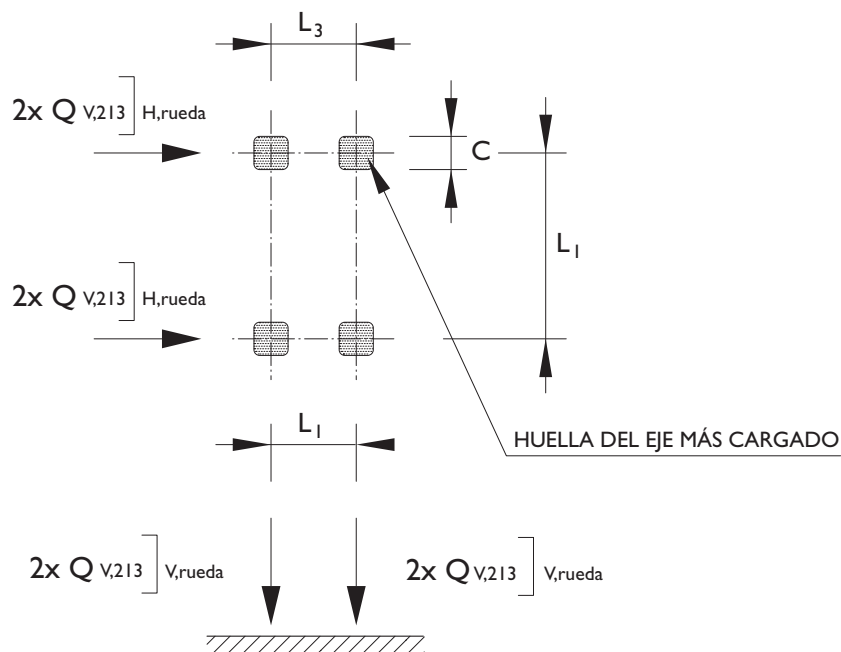 L3
2x Q V,213 ] H,rueda
C
L1
2x Q V,213 ] H,rueda
L1
HUELLA DEL EJE MÁS CARGADO
2x Q V,213 ] V,rueda
2x Q V,213 ] V,rueda